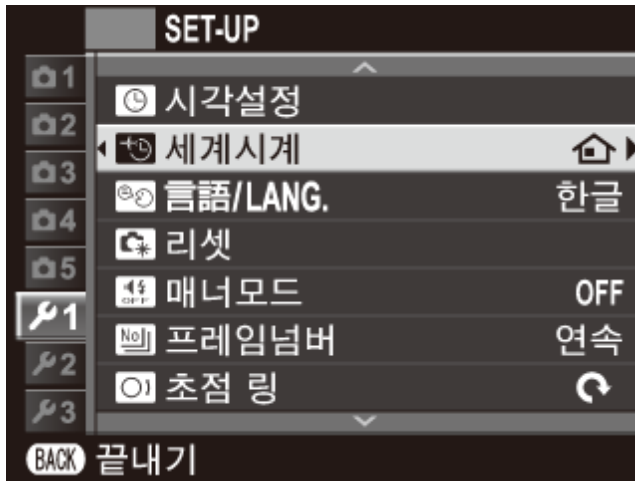 SET-UP
1
시각설정
2
세계시계
3
言語/LANG. 한글
4
리셋
5
매너모드 OFF
1
프레임넘버 연속
2
초점 링
3
BACK 끝내기